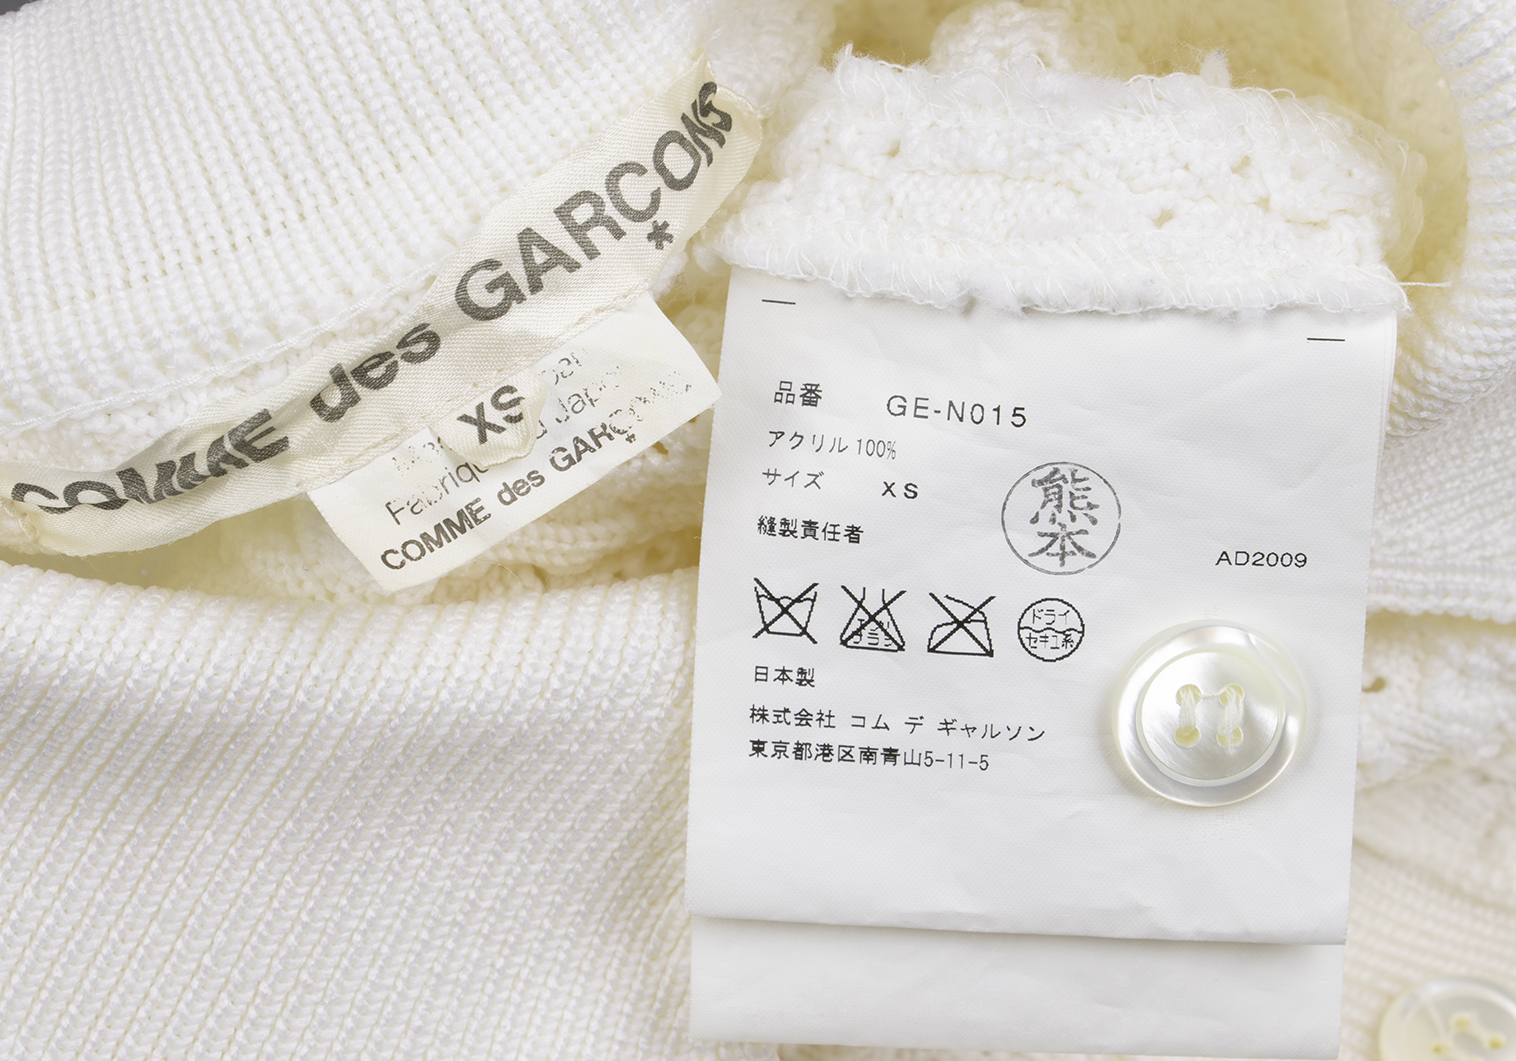 COMME des GARÇONS
*
XS
Fabriqu
COMME des GARÇONS
*
品番 GE-N015
アクリル 100%
サイズ XS
縫製責任者
熊本
AD2009
ドライ
セキユ系
日本製
株式会社 コム デ ギャルソン
東京都港区南青山5-11-5